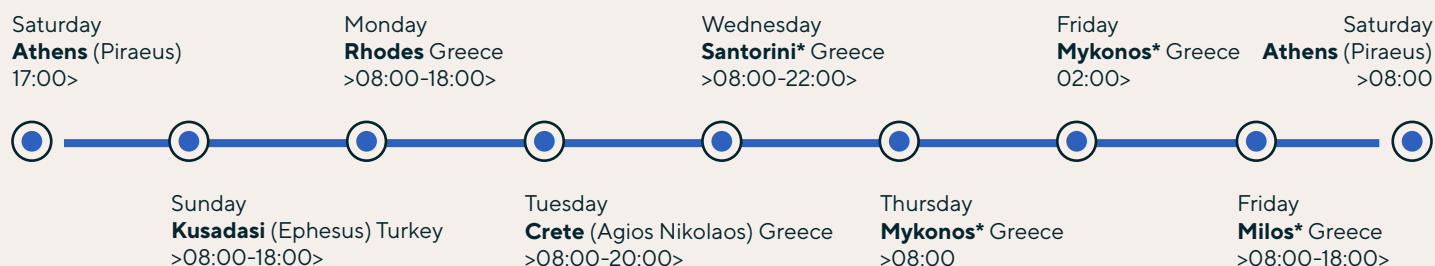 Saturday
Athens (Piraeus)
17:00>
Monday
Rhodes Greece
>08:00-18:00>
Wednesday
Santorini* Greece
>08:00-22:00>
Friday
Mykonos* Greece
02:00>
Saturday
Athens (Piraeus)
>08:00
Sunday
Kusadasi (Ephesus) Turkey
>08:00-18:00>
Tuesday
Crete (Agios Nikolaos) Greece
>08:00-20:00>
Thursday
Mykonos* Greece
>08:00
Friday
Milos* Greece
>08:00-18:00>